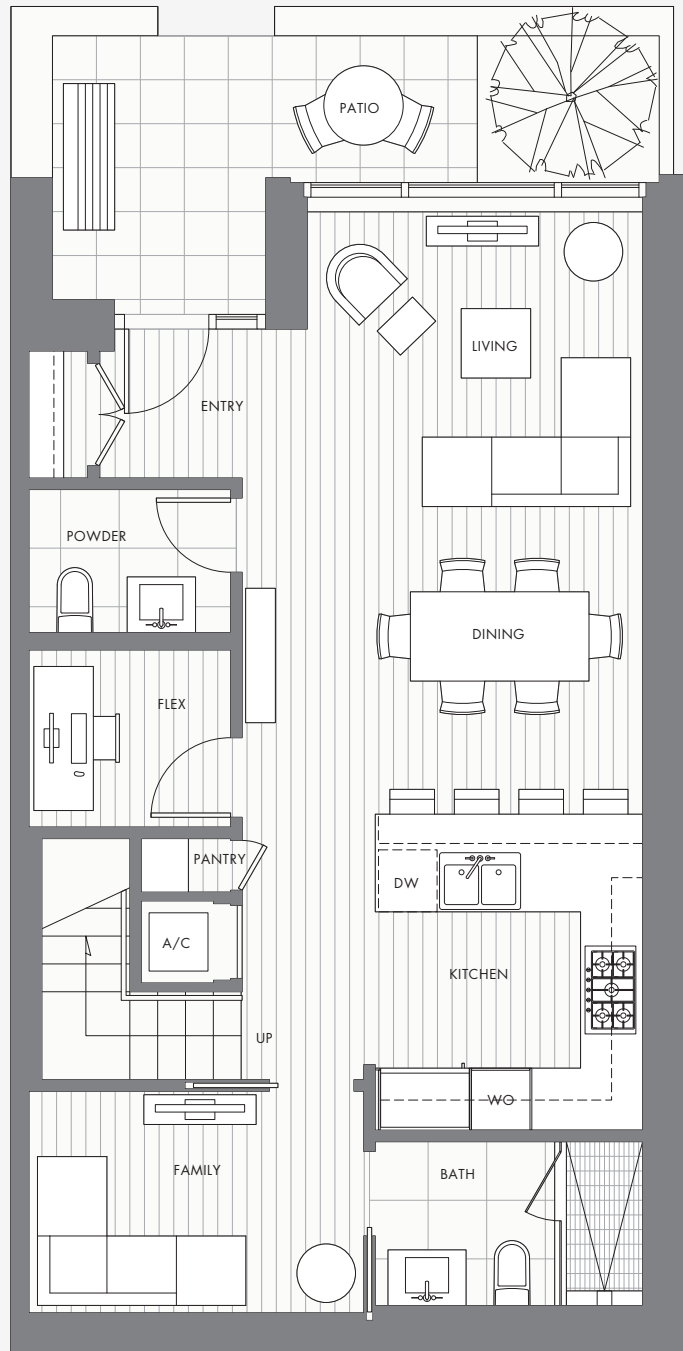 PATIO
LIVING
ENTRY
POWDER
DINING
FLEX
PANTRY
DW
A/C
KITCHEN
UP
WO
FAMILY
BATH